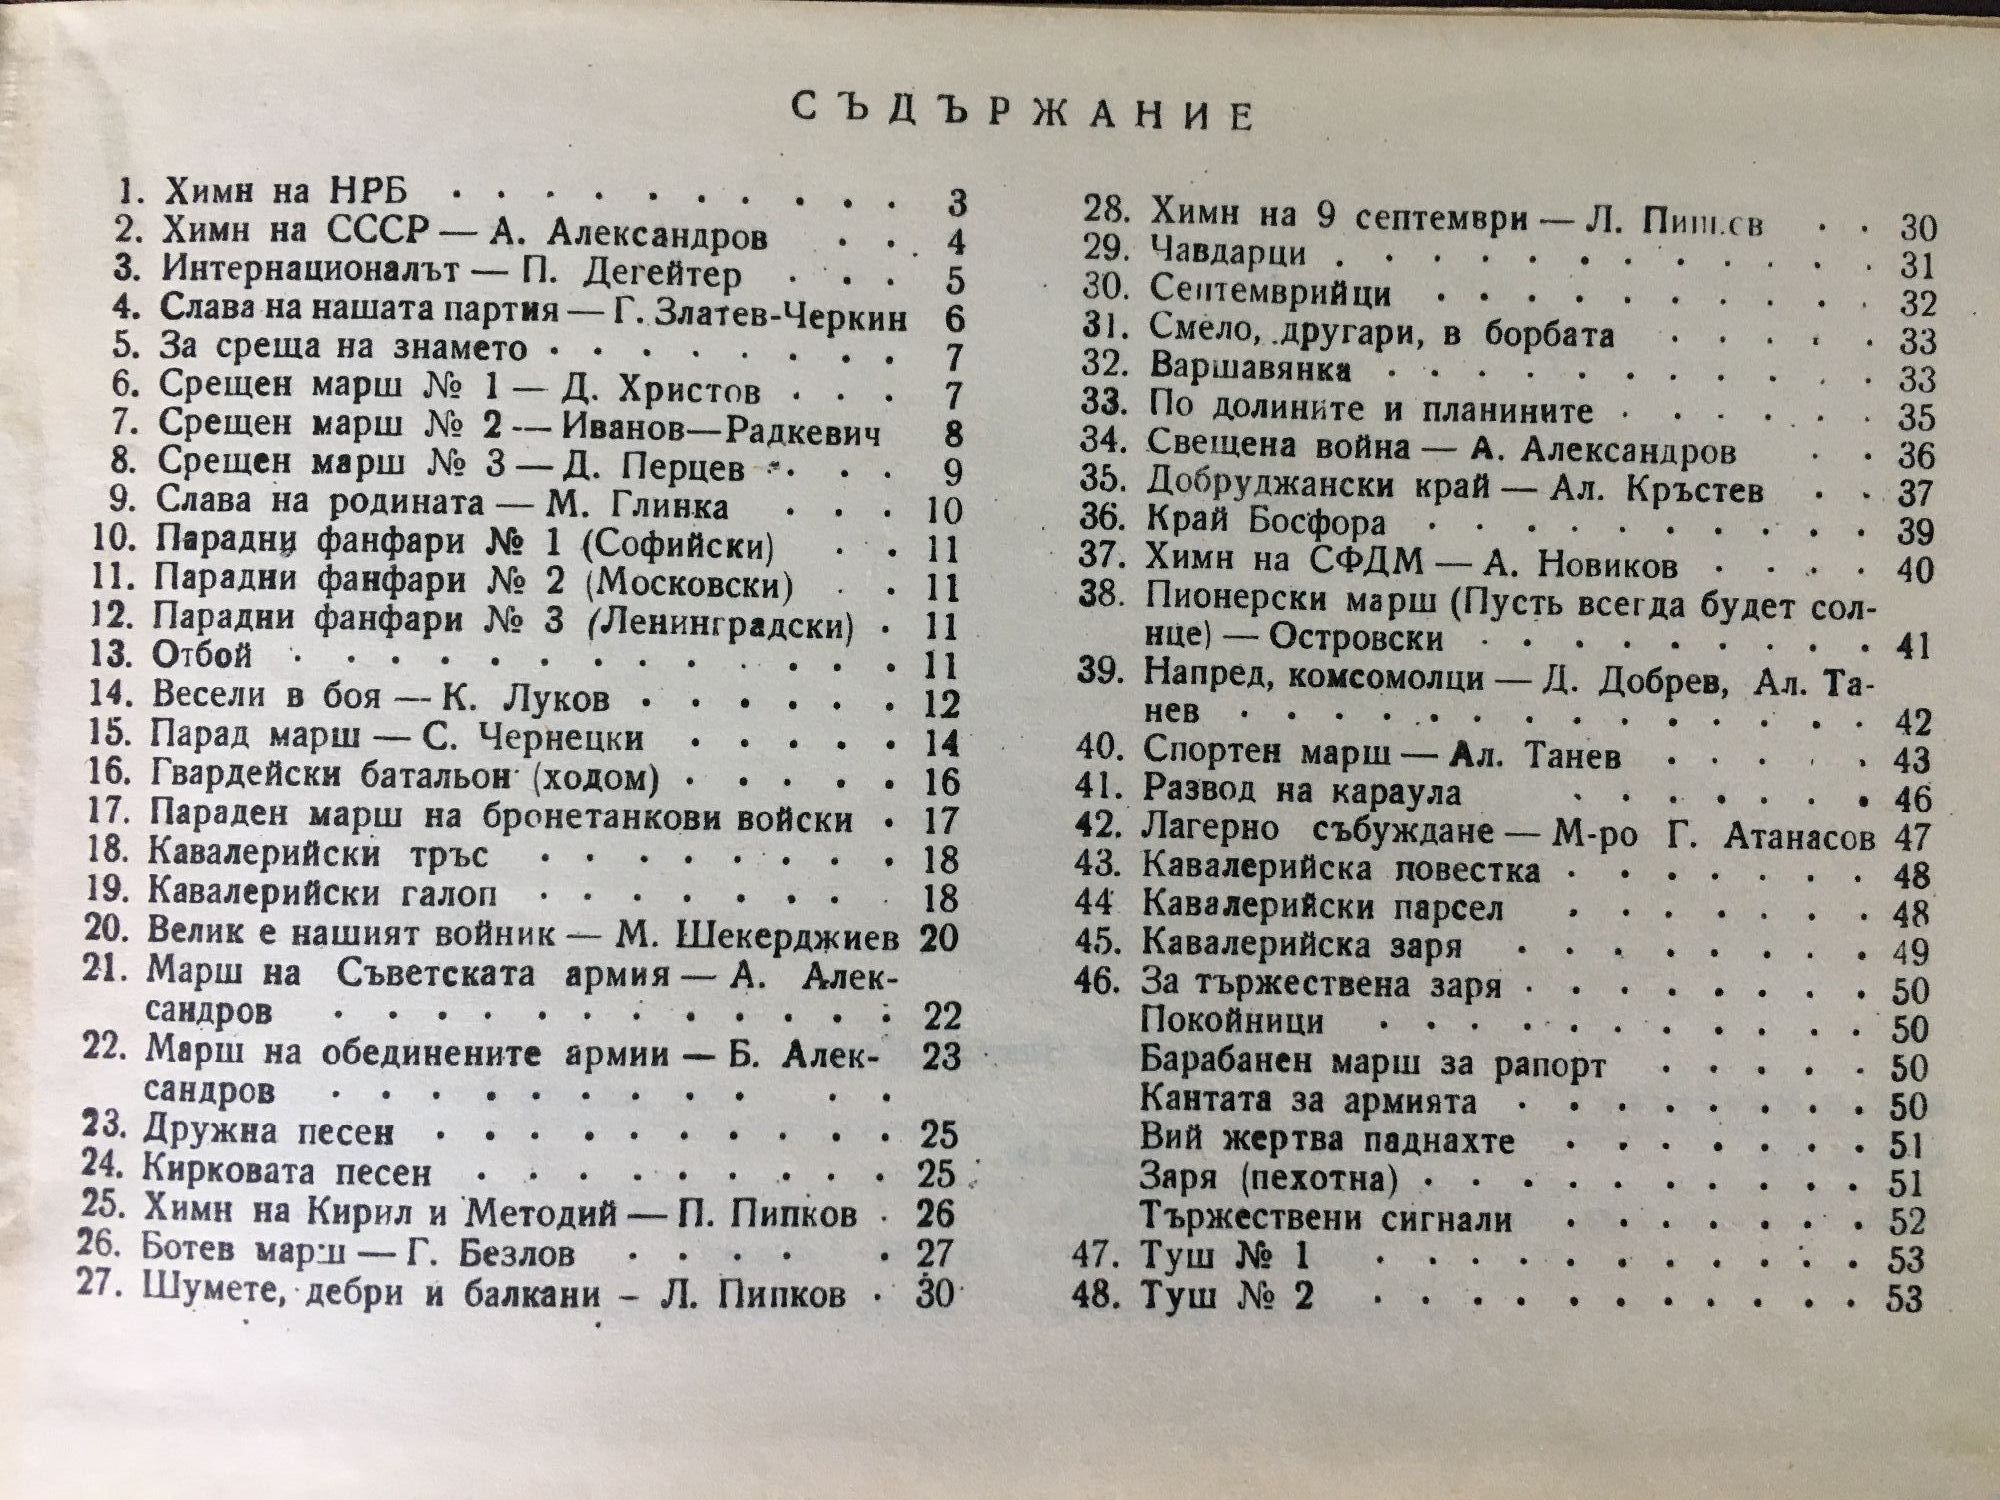 СЪДЪРЖАНИЕ
1. Химн на НРБ . . . . . . . . . . 3
2. Химн на СССР — А. Александров . . 4
3. Интернационалът — П. Дегейтер . . . 5
4. Слава на нашата партия — Г. Златев-Черкин 6
5. За среща на знамето . . . . . . . . 7
6. Срещен марш № 1 — Д. Христов . . . 7
7. Срещен марш № 2 — Иванов—Радкевич 8
8. Срещен марш № 3 — Д. Перцев . . . 9
9. Слава на родината — М. Глинка . . . 10
10. Парадни фанфари № 1 (Софийски) . . 11
11. Парадни фанфари № 2 (Московски) . . 11
12. Парадни фанфари № 3 (Ленинградски) . 11
13. Отбой . . . . . . . . . . . . . 11
14. Весели в боя — К. Луков . . . . . . 12
15. Парад марш — С. Чернецки . . . . . 14
16. Гвардейски батальон (ходом) . . . . . 16
17. Параден марш на бронетанкови войски . 17
18. Кавалерийски тръс . . . . . . . . 18
19. Кавалерийски галоп . . . . . . . . 18
20. Велик е нашият войник — М. Шекерджиев 20
21. Марш на Съветската армия — А. Алек-
сандров . . . . . . . . . . . . 22
22. Марш на обединените армии — Б. Алек- 23
сандров . . . . . . . . . . .
23. Дружна песен . . . . . . . . . . 25
24. Кирковата песен . . . . . . . . . 25
25. Химн на Кирил и Методий — П. Пипков . 26
26. Ботев марш — Г. Безлов . . . . . 27
27. Шумете, дебри и балкани – Л. Пипков . 30
28. Химн на 9 септември — Л. . . 30
29. Чавдарци . . . . . . . . . . . . 31
30. Септемврийци . . . . . . . . . . 32
31. Смело, другари, в борбата . . . . . 33
32. Варшавянка . . . . . . . . . . . 33
33. По долините и планините . . . . . . 35
34. Свещена война — А. Александров . . 36
35. Добруджански край — Ал. Кръстев . . 37
36. Край Босфора . . . . . . . . . . 39
37. Химн на СФДМ — А. Новиков . . . . 40
38. Пионерски марш (Пусть всегда будет сол-
нце) — Островски . . . . . . . . . 41
39. Напред, комсомолци — Д. Добрев, Ал. Та-
нев . . . . . . . . . . . . . . 42
40. Спортен марш — Ал. Танев . . . . . 43
41. Развод на караула . . . . . . . 46
42. Лагерно събуждане — М-ро Г. Атанасов 47
43. Кавалерийска повестка . . . . . . . 48
44 Кавалерийски парсел . . . . . . . 48
45. Кавалерийска заря . . . . . . . . 49
46. За тържествена заря . . . . . . . . 50
Покойници . . . . . . . . . . . 50
Барабанен марш за рапорт . . . . . 50
Кантата за армията . . . . . . . . 50
Вий жертва паднахте . . . . . . . 51
Заря (пехотна) . . . . . . . . . . 51
Тържествени сигнали . . . . . . . 52
47. Туш № 1 . . . . . . . . . . . 53
48. Туш № 2 . . . . . . . . . . . 53